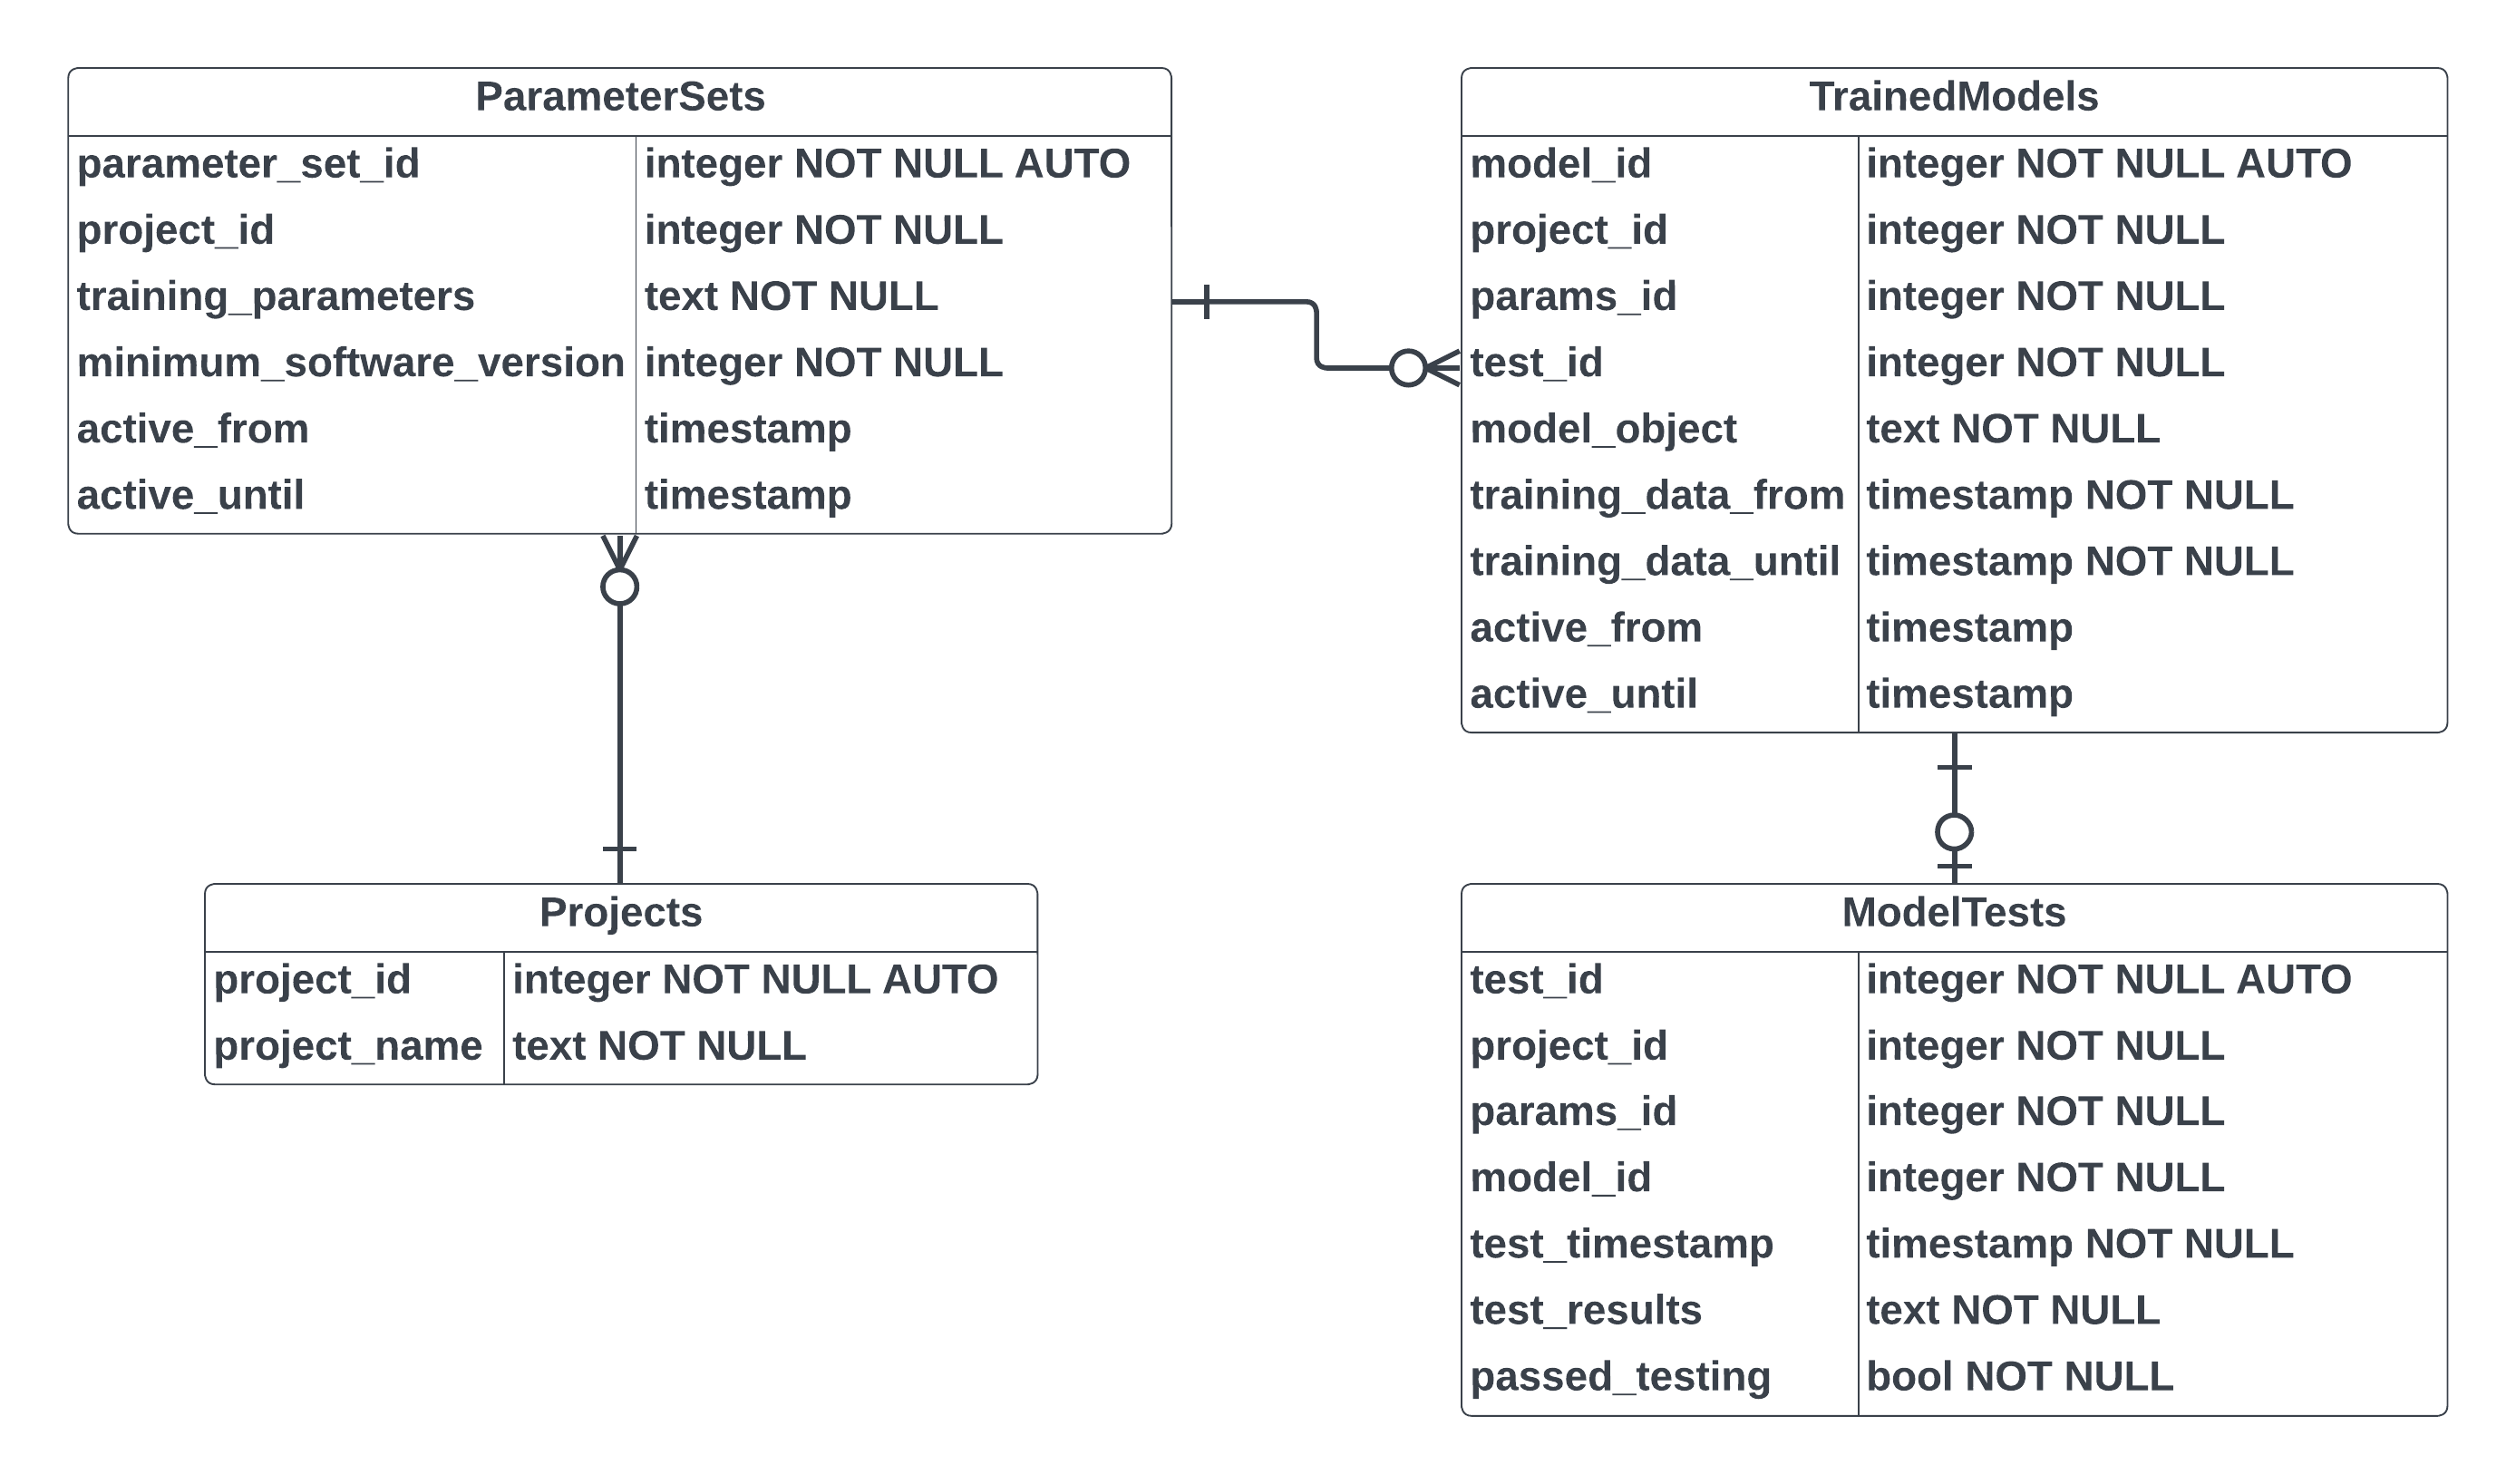 ParameterSets
parameter_set_id integer NOT NULL AUTO
project_id integer NOT NULL
training_parameters text NOT NULL
minimum_software_version integer NOT NULL
active_from timestamp
active_until timestamp
TrainedModels
model_id integer NOT NULL AUTO
project_id integer NOT NULL
params_id integer NOT NULL
test_id integer NOT NULL
model_object text NOT NULL
training_data_from timestamp NOT NULL
training_data_until timestamp NOT NULL
active_from timestamp
active_until timestamp
Projects
project_id integer NOT NULL AUTO
project_name text NOT NULL
ModelTests
test_id integer NOT NULL AUTO
project_id integer NOT NULL
params_id integer NOT NULL
model_id integer NOT NULL
test_timestamp timestamp NOT NULL
test_results text NOT NULL
passed_testing bool NOT NULL